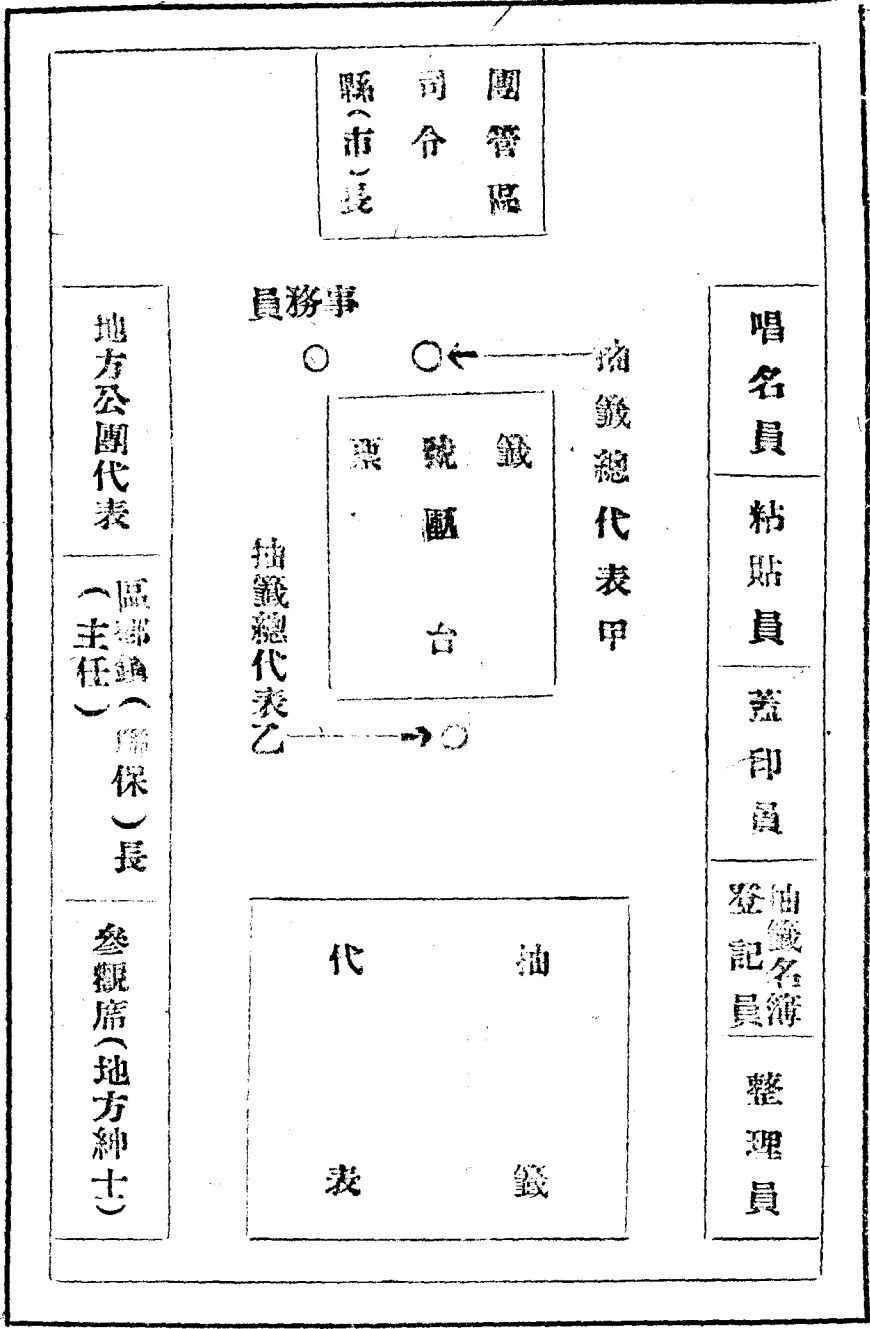 團管區
司令
縣(市)長
唱名員
粘貼員
蓋印員
抽籤名簿
登記員
整理員
抽籤總代表甲
事務員
籤
號匭台
票
抽籤總代表乙
抽籤
代表
地方公團代表
區鄉鎮(聯保)長
(主任)
參觀席(地方紳士)